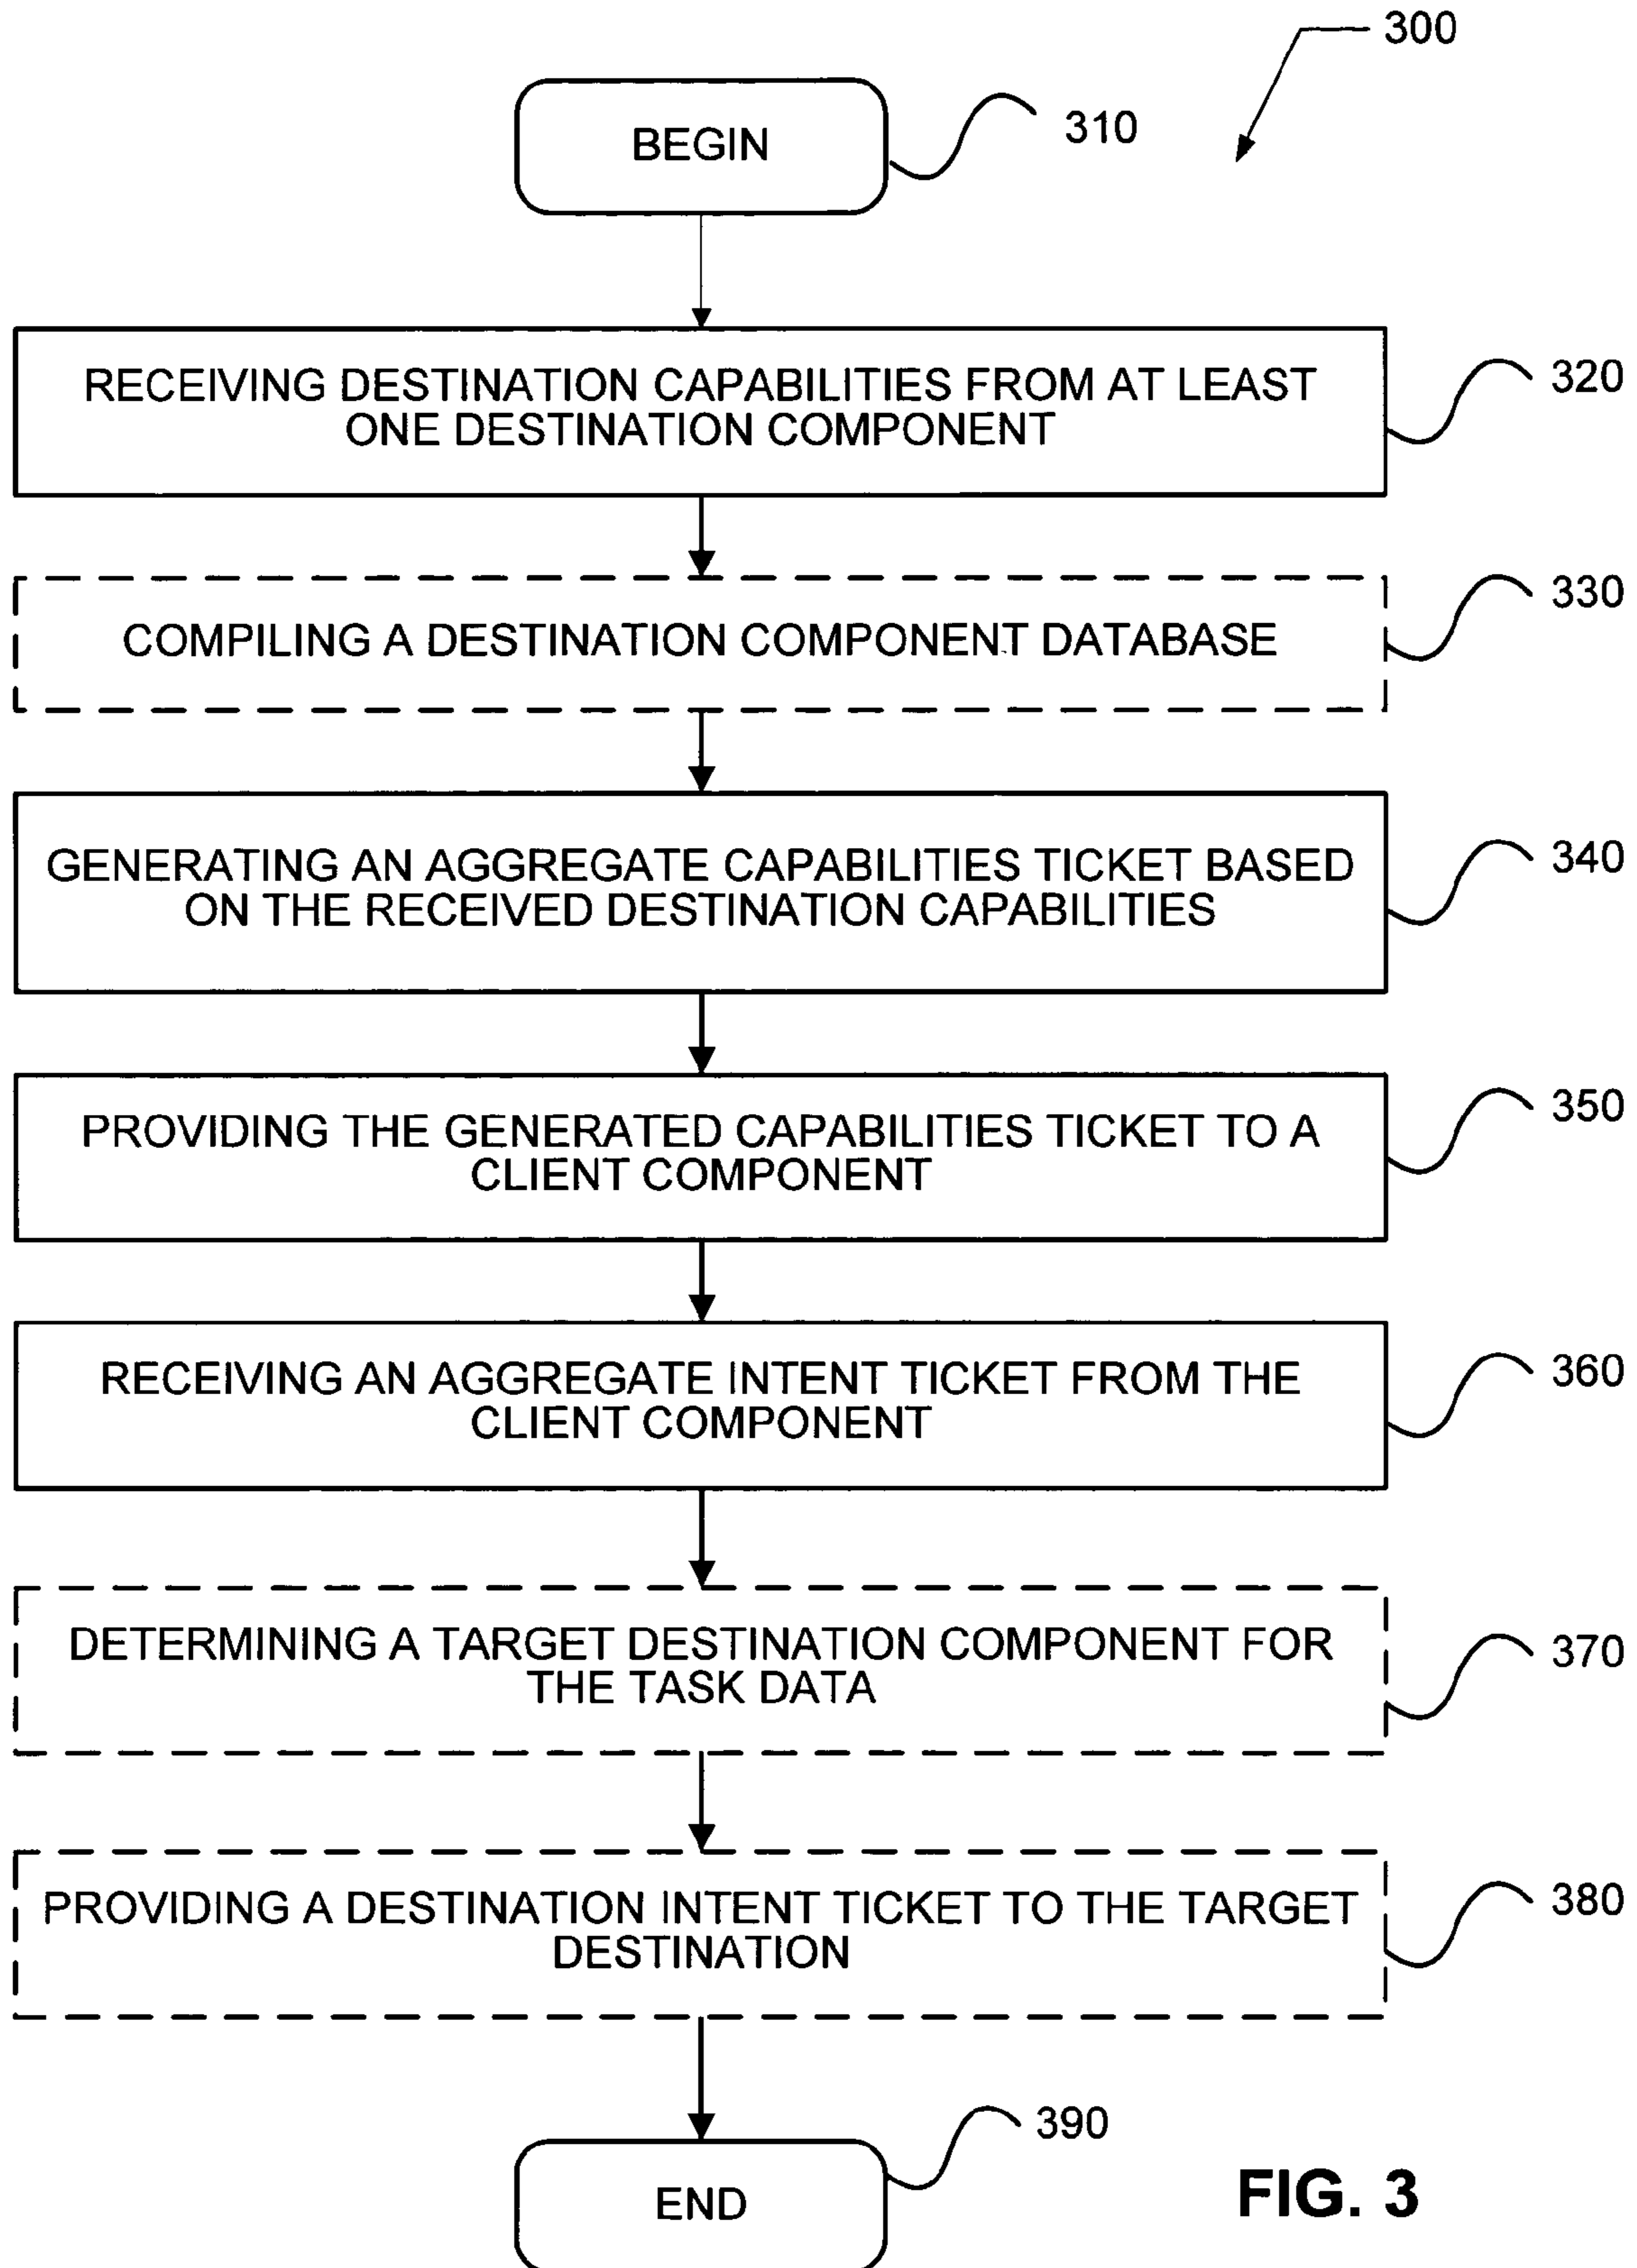 300
BEGIN
310
RECEIVING DESTINATION CAPABILITIES FROM AT LEAST
ONE DESTINATION COMPONENT
320
COMPILING A DESTINATION COMPONENT DATABASE
330
GENERATING AN AGGREGATE CAPABILITIES TICKET BASED
ON THE RECEIVED DESTINATION CAPABILITIES
340
PROVIDING THE GENERATED CAPABILITIES TICKET TO A
CLIENT COMPONENT
350
RECEIVING AN AGGREGATE INTENT TICKET FROM THE
CLIENT COMPONENT
360
DETERMINING A TARGET DESTINATION COMPONENT FOR
THE TASK DATA
370
PROVIDING A DESTINATION INTENT TICKET TO THE TARGET
DESTINATION
380
END
390
FIG. 3